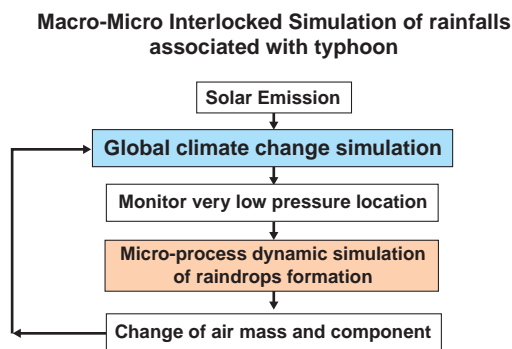 Macro-Micro Interlocked Simulation of rainfalls
associated with typhoon
Solar Emission
Global climate change simulation
Monitor very low pressure location
Micro-process dynamic simulation
of raindrops formation
Change of air mass and component